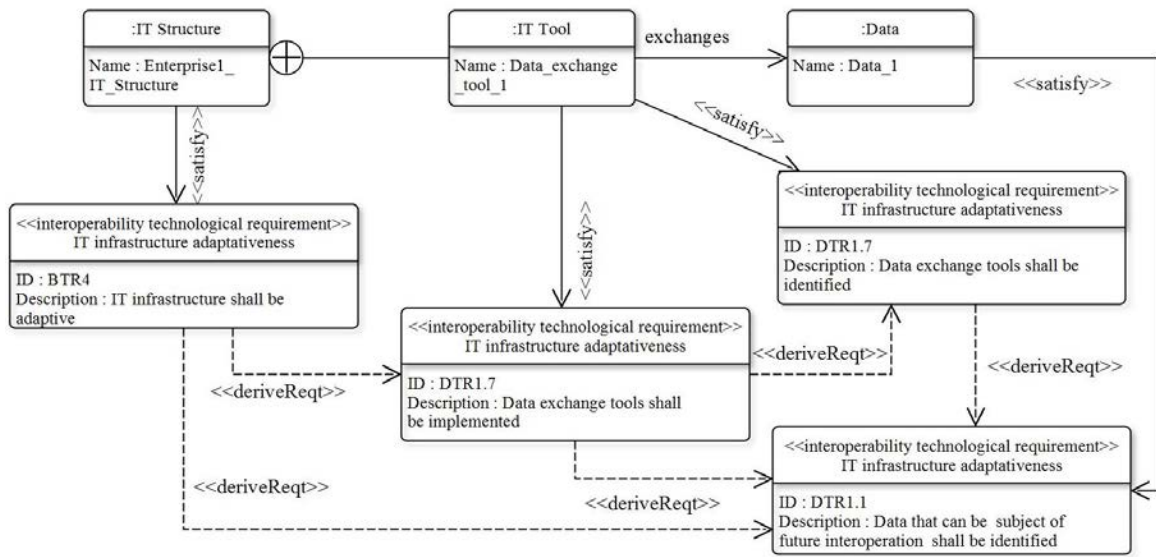 :IT Structure
Name : Enterprise1_
IT_Structure
:IT Tool
Name : Data_exchange
_tool_1
exchanges
:Data
Name : Data_1
<<satisfy>>
<<satisfy>>
<<satisfy>>
<<satisfy>>
<<interoperability technological requirement>>
IT infrastructure adaptativeness
ID : DTR1.7
Description : Data exchange tools shall be
identified
<<interoperability technological requirement>>
IT infrastructure adaptativeness
ID : BTR4
Description : IT infrastructure shall be
adaptive
<<interoperability technological requirement>>
IT infrastructure adaptativeness
ID : DTR1.7
Description : Data exchange tools shall
be implemented
<<deriveReqt>>
<<deriveReqt>>
<<deriveReqt>>
<<deriveReqt>>
<<deriveReqt>>
<<interoperability technological requirement>>
IT infrastructure adaptativeness
ID : DTR1.1
Description : Data that can be subject of
future interoperation shall be identified